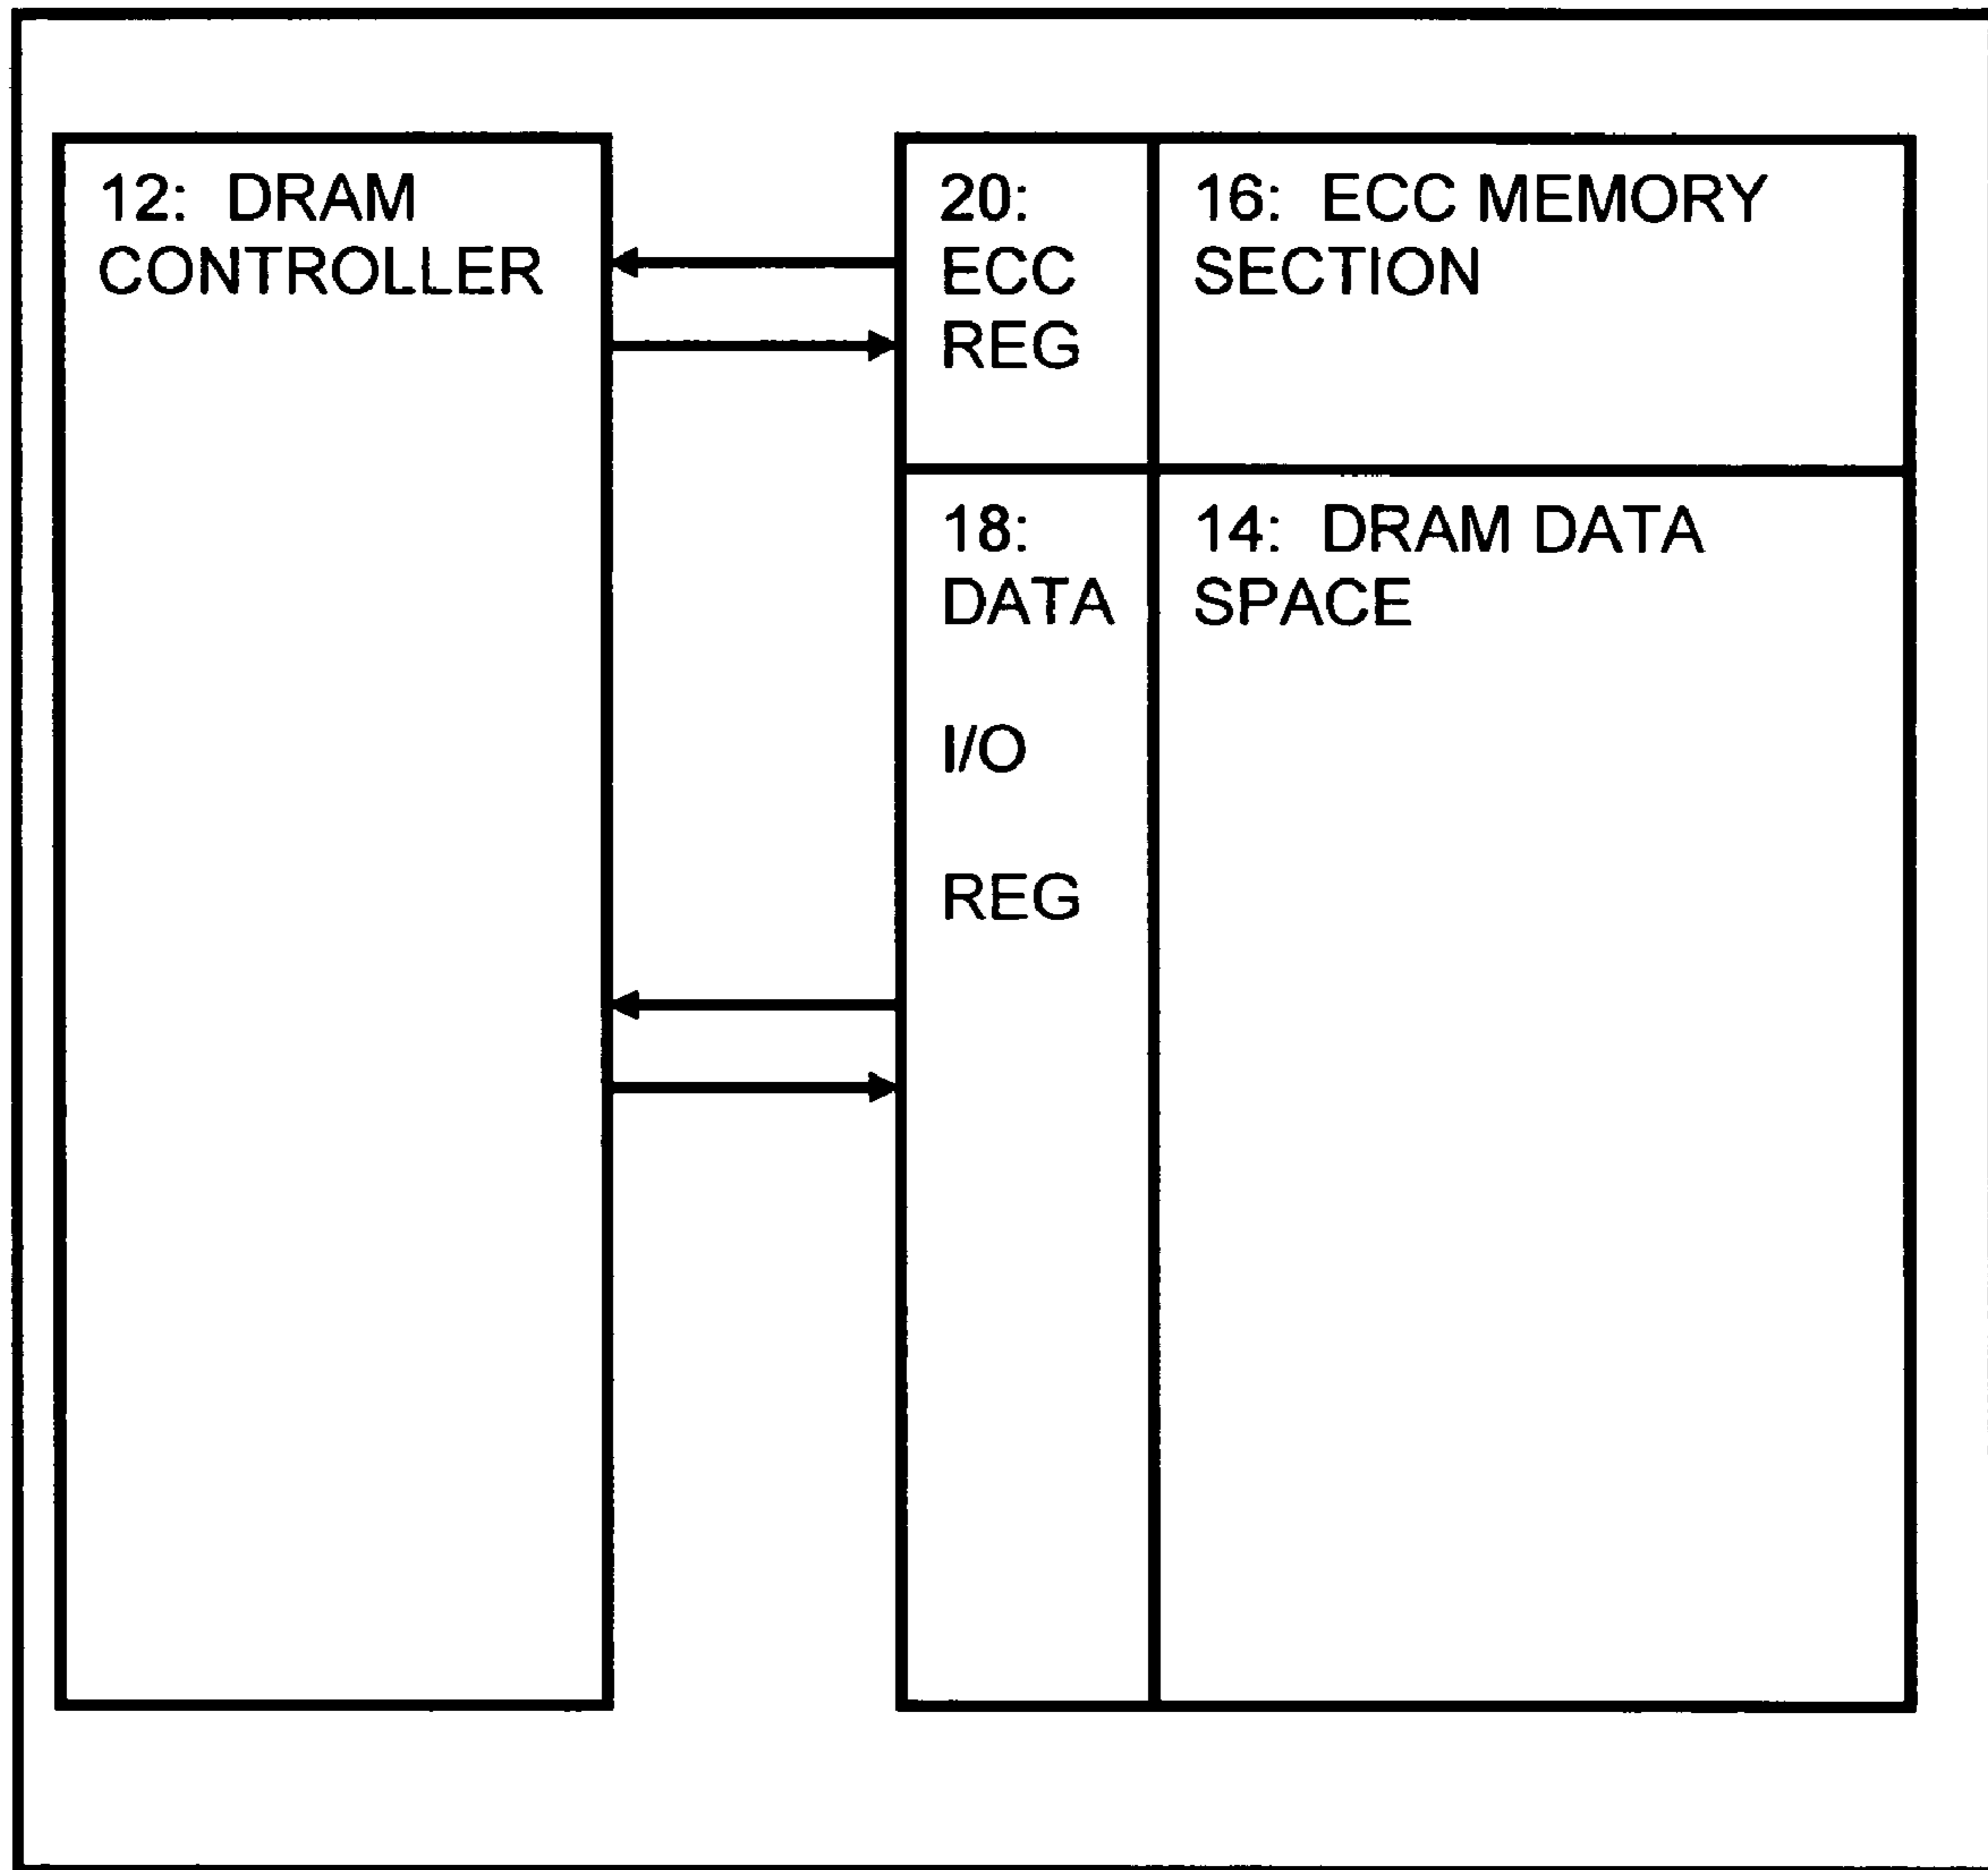 12: DRAM
CONTROLLER
20:
ECC
REG
16: ECC MEMORY
SECTION
18:
DATA
I/O
REG
14: DRAM DATA
SPACE